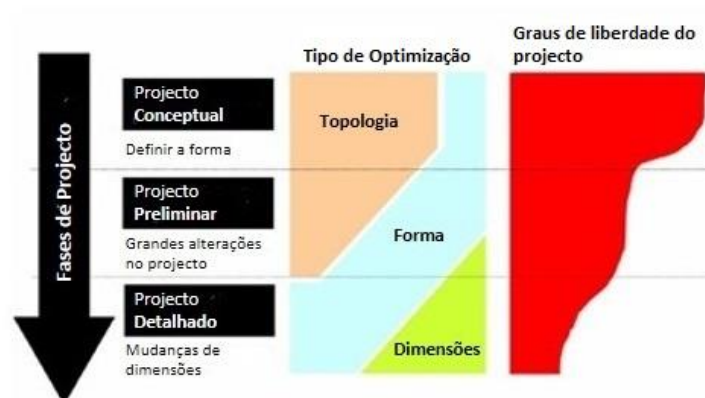 Fases de Projecto
Projecto
Conceptual
Definir a forma
Projecto
Preliminar
Grandes alterações
no projecto
Projecto
Detalhado
Mudanças de
dimensões
Tipo de Optimização
Topologia
Forma
Dimensões
Graus de liberdade do
projecto